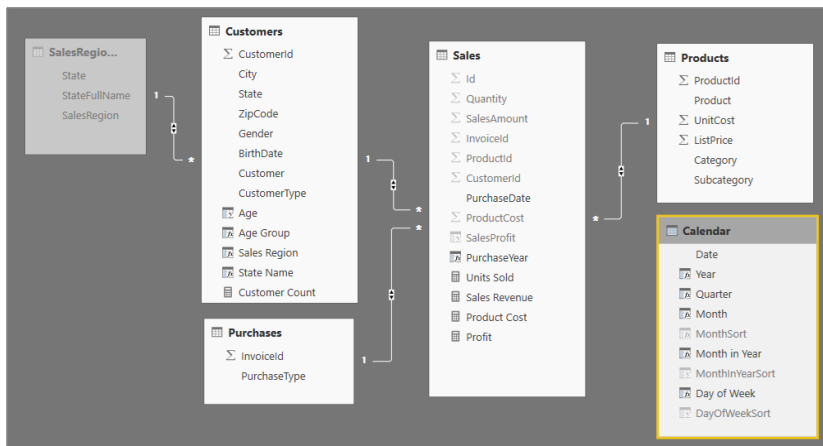 SalesRegio...
State
StateFullName
SalesRegion
1
*
Customers
CustomerId
City
State
ZipCode
Gender
BirthDate
Customer
CustomerType
Age
Age Group
Sales Region
State Name
Customer Count
1
*
Purchases
InvoiceId
PurchaseType
1
*
Sales
Id
Quantity
SalesAmount
InvoiceId
ProductId
CustomerId
PurchaseDate
ProductCost
SalesProfit
PurchaseYear
Units Sold
Sales Revenue
Product Cost
Profit
*
1
Products
ProductId
Product
UnitCost
ListPrice
Category
Subcategory
Calendar
Date
Year
Quarter
Month
MonthSort
Month in Year
MonthInYearSort
Day of Week
DayOfWeekSort